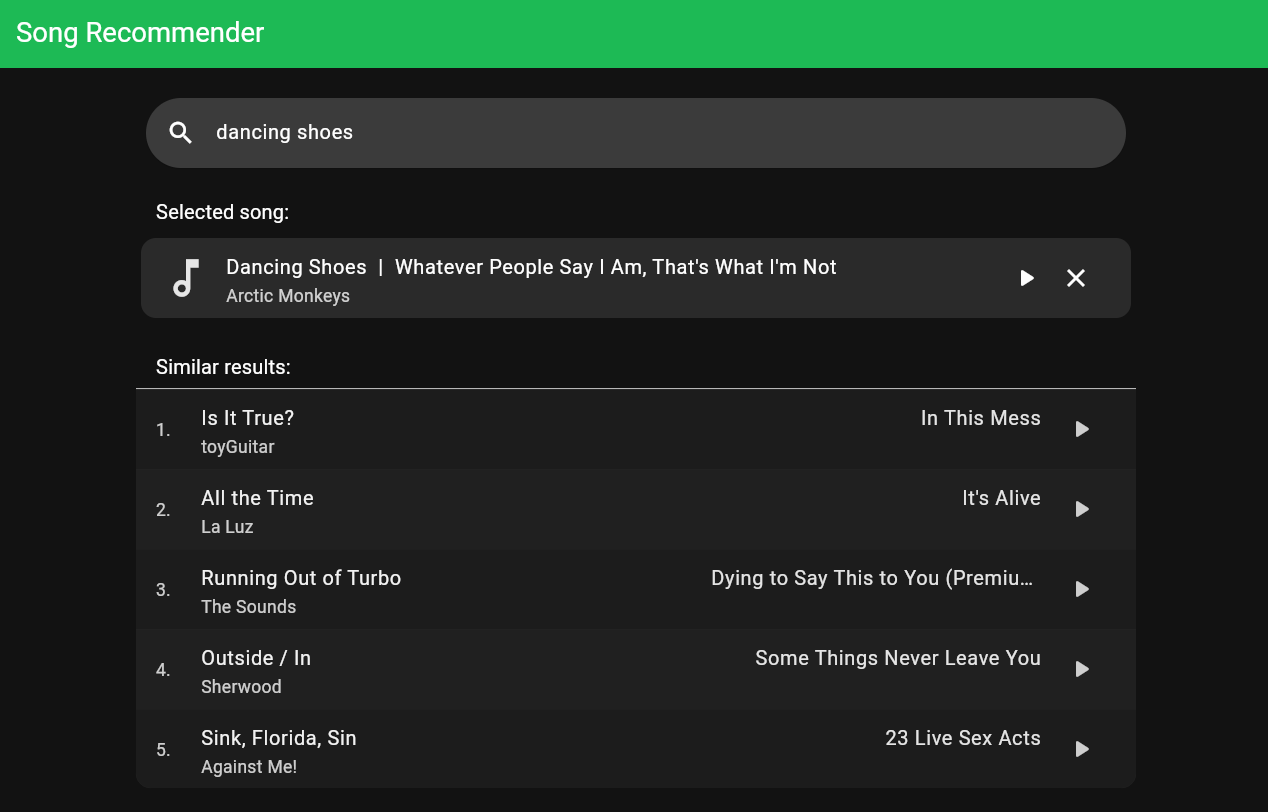 Song Recommender
dancing shoes
Selected song:
Dancing Shoes | Whatever People Say I Am, That's What I'm Not
Arctic Monkeys
Similar results:
1. Is It True? In This Mess
toyGuitar
2. All the Time It's Alive
La Luz
3. Running Out of Turbo Dying to Say This to You (Premiu...
The Sounds
4. Outside / In Some Things Never Leave You
Sherwood
5. Sink, Florida, Sin 23 Live Sex Acts
Against Me!